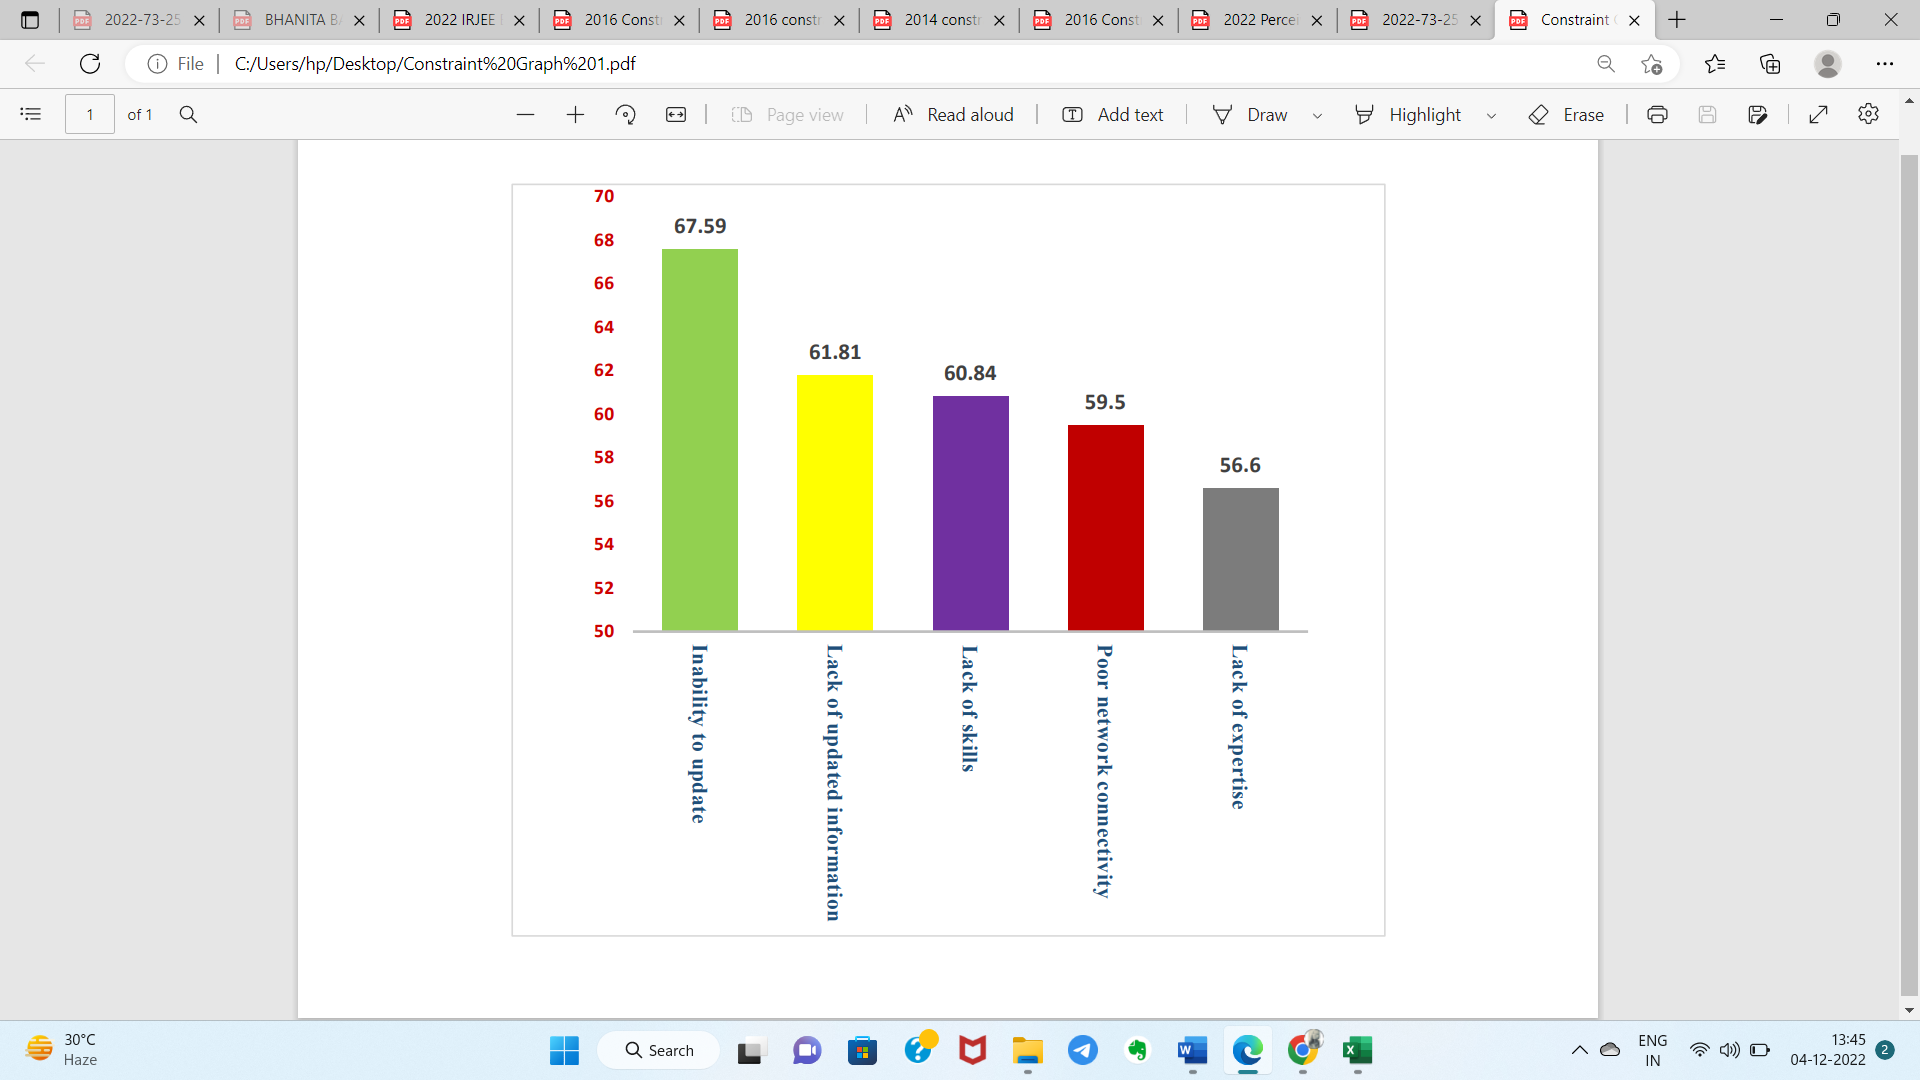 2022-73-25
BHANITA BA
2022 IRJEE
2016 Const
2016 constr
2014 constr
2016 Const
2022 Perce
2022-73-25
Constraint
File
C:/Users/hp/Desktop/Constraint%20Graph%201.pdf
1 of 1
Page view
Read aloud
Add text
Draw
Highlight
Erase
70
68
66
64
62
60
58
56
54
52
50
67.59
61.81
60.84
59.5
56.6
Inability to update
Lack of updated information
Lack of skills
Poor network connectivity
Lack of expertise
30°C
Haze
Search
ENG
IN
13:45
04-12-2022
2